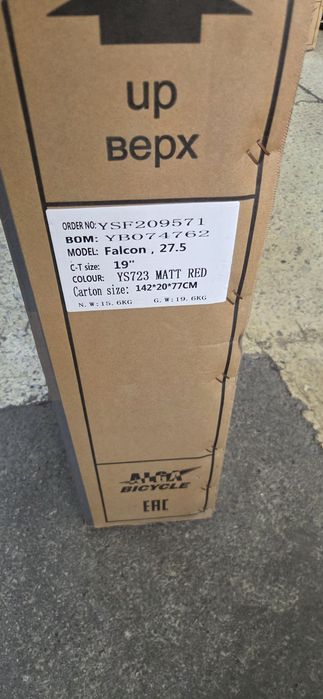 up
верх
ORDER NO: YSF209571
BOM: YB074762
MODEL: Falcon , 27.5
C-T size: 19"
COLOUR: YS723 MATT RED
Carton size: 142*20*77CM
N. W: 15. 6KG G. W: 19. 6KG
ALGA
BICYCLE
EAC